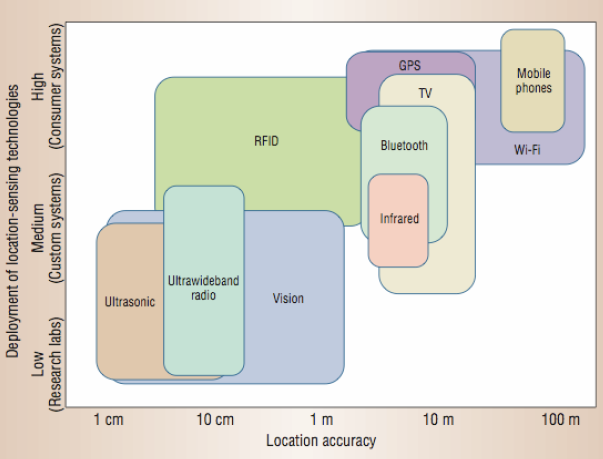 Deployment of location-sensing technologies
High
(Consumer systems)
Medium
(Custom systems)
Low
(Research labs)
GPS
TV
Mobile
phones
RFID
Bluetooth
Wi-Fi
Infrared
Ultrawideband
radio
Ultrasonic
Vision
1 cm
10 cm
1 m
10 m
100 m
Location accuracy